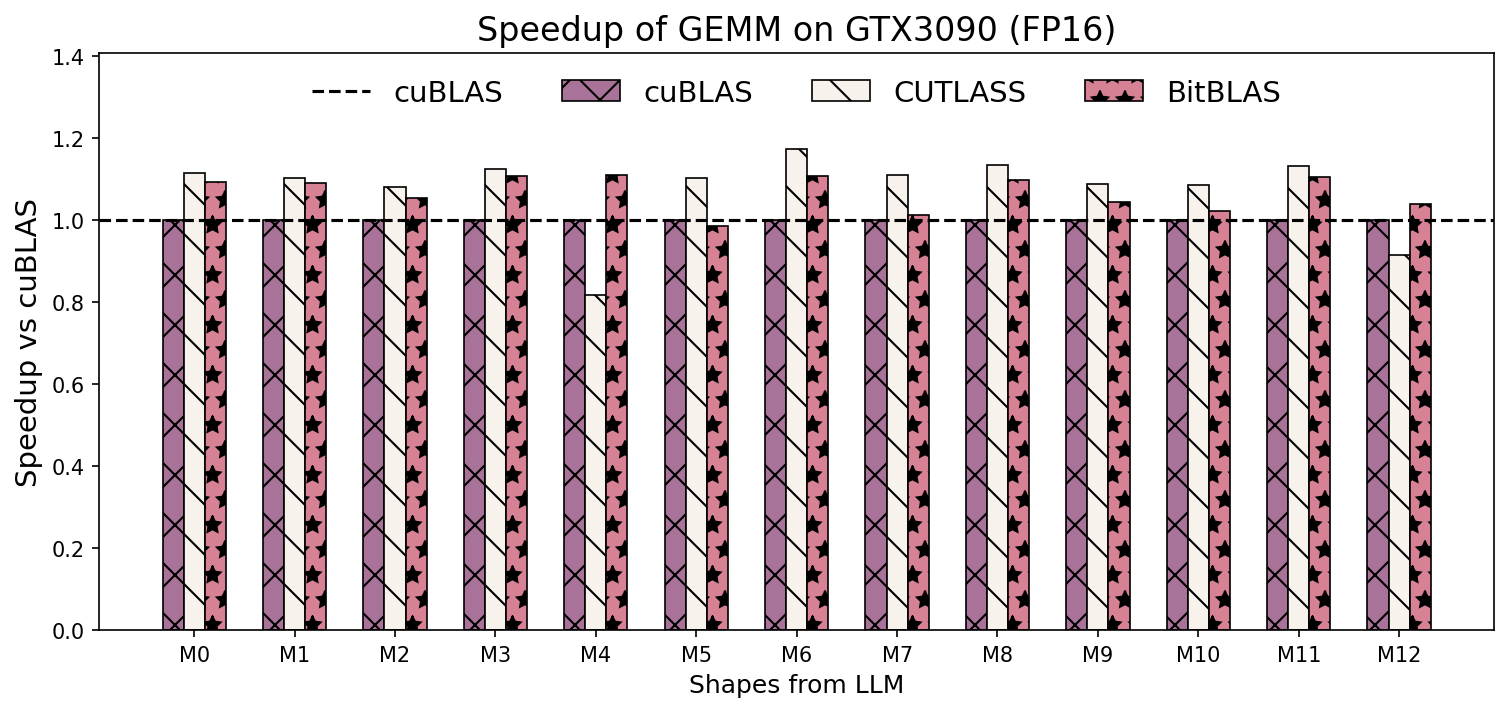 Speedup of GEMM on GTX3090 (FP16)
cuBLAS cuBLAS CUTLASS BitBLAS
Speedup vs cuBLAS
1.4
1.2
1.0
0.8
0.6
0.4
0.2
0.0
M0 M1 M2 M3 M4 M5 M6 M7 M8 M9 M10 M11 M12
Shapes from LLM